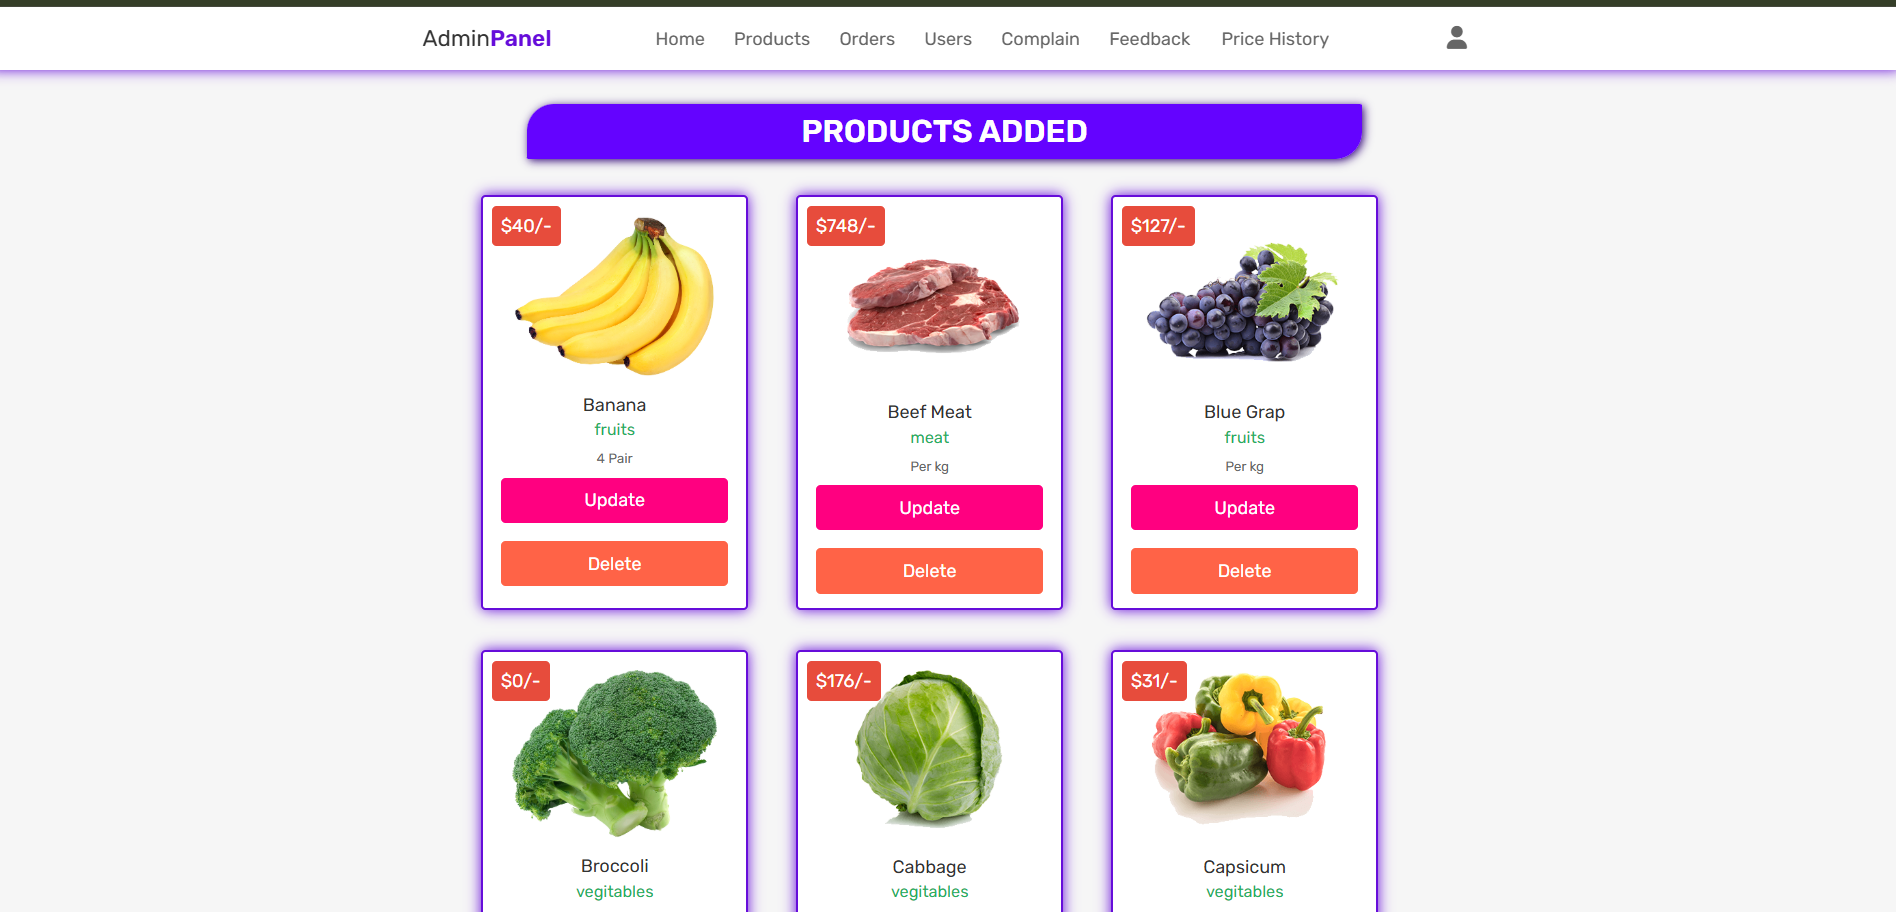 AdminPanel
Home Products Orders Users Complain Feedback Price History
PRODUCTS ADDED
$40/-
Banana
fruits
4 Pair
Update
Delete
$748/-
Beef Meat
meat
Per kg
Update
Delete
$127/-
Blue Grap
fruits
Per kg
Update
Delete
$0/-
Broccoli
vegitables
$176/-
Cabbage
vegitables
$31/-
Capsicum
vegitables